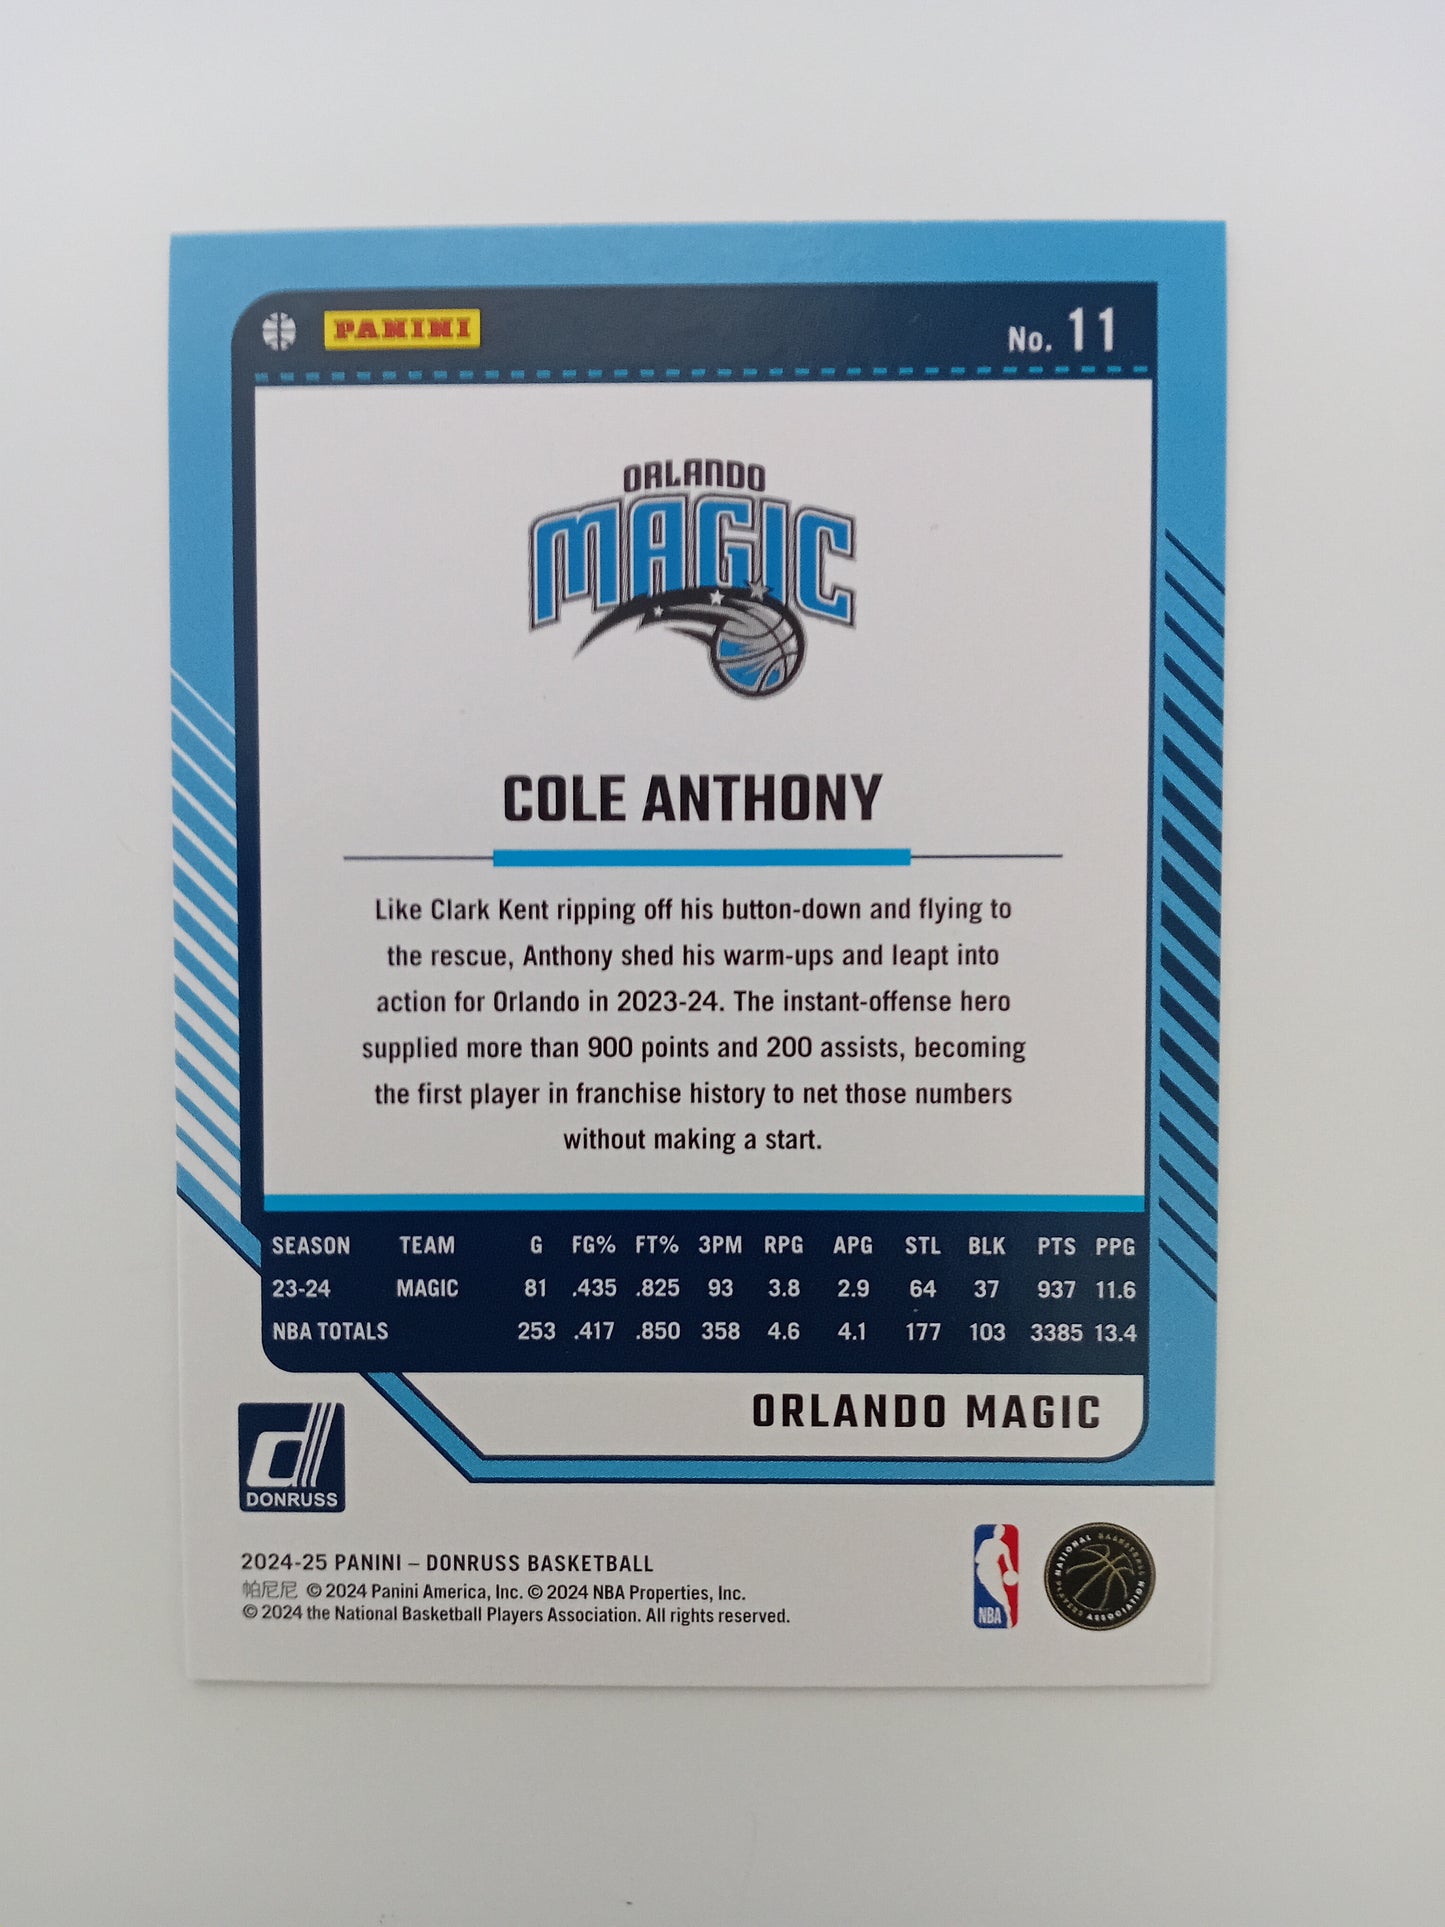 PANINI
No. 11
ORLANDO
MAGIC
COLE ANTHONY
Like Clark Kent ripping off his button-down and flying to
the rescue, Anthony shed his warm-ups and leapt into
action for Orlando in 2023-24. The instant-offense hero
supplied more than 900 points and 200 assists, becoming
the first player in franchise history to net those numbers
without making a start.
SEASON TEAM G FG% FT% 3PM RPG APG STL BLK PTS PPG
23-24 MAGIC 81 .435 .825 93 3.8 2.9 64 37 937 11.6
NBA TOTALS 253 .417 .850 358 4.6 4.1 177 103 3385 13.4
ORLANDO MAGIC
DONRUSS
2024-25 PANINI – DONRUSS BASKETBALL
帕尼尼 © 2024 Panini America, Inc. © 2024 NBA Properties, Inc.
© 2024 the National Basketball Players Association. All rights reserved.
NBA
NATIONAL BASKETBALL
PLAYERS ASSOCIATION